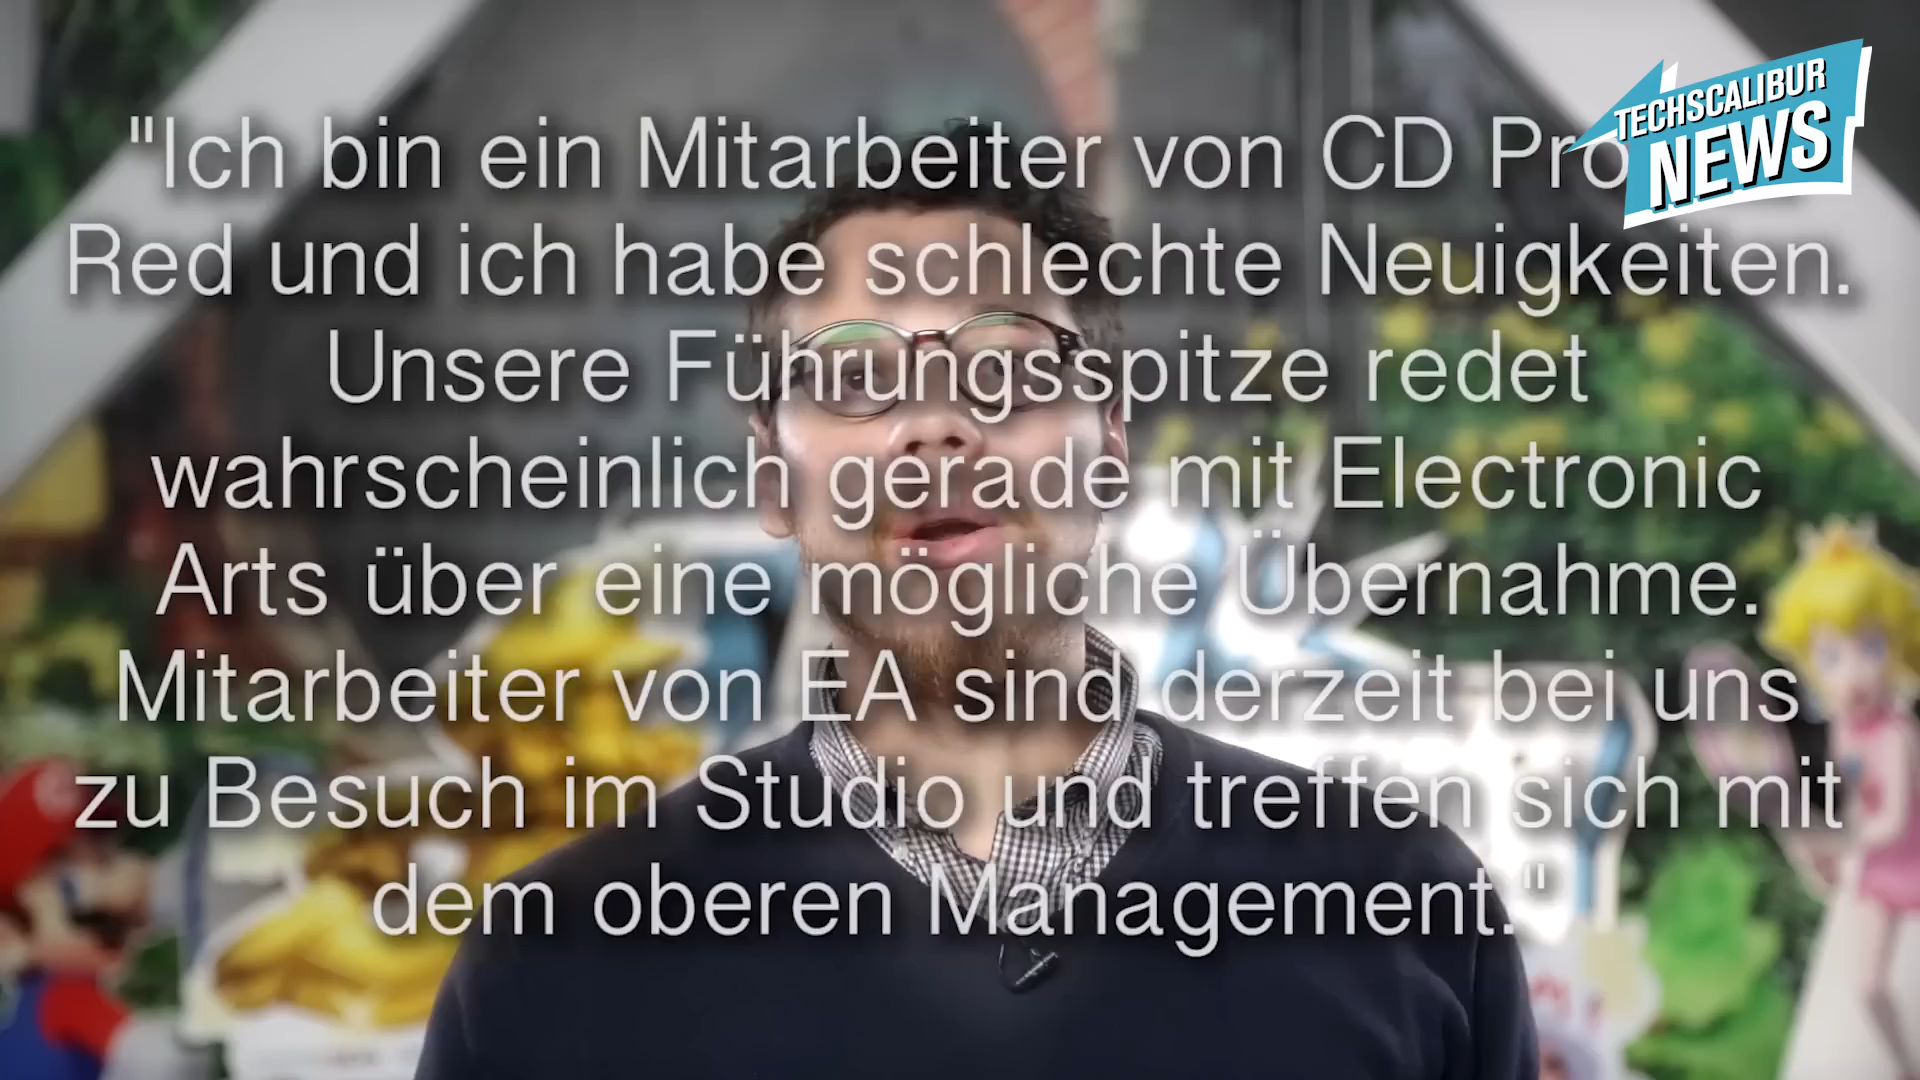 TECHSCALIBUR
NEWS
"Ich bin ein Mitarbeiter von CD
Red und ich habe schlechte Neuigkeiten.
Unsere Führungsspitze redet
wahrscheinlich gerade mit Electronic
Arts über eine mögliche Übernahme.
Mitarbeiter von EA sind derzeit bei uns
zu Besuch im Studio und treffen sich mit
dem oberen Management."